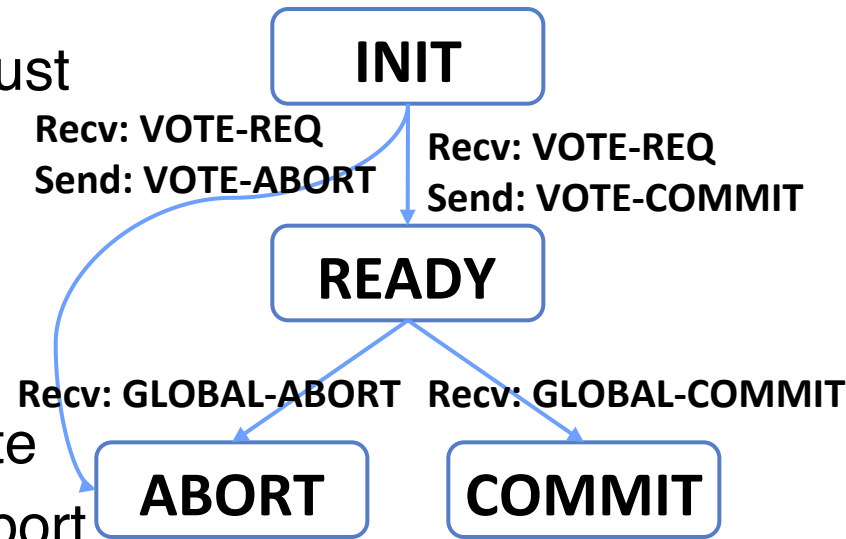 INIT
ust
Recv: VOTE-REQ
Send: VOTE-ABORT
Recv: VOTE-REQ
Send: VOTE-COMMIT
READY
Recv: GLOBAL-ABORT
Recv: GLOBAL-COMMIT
te
ABORT
COMMIT
port